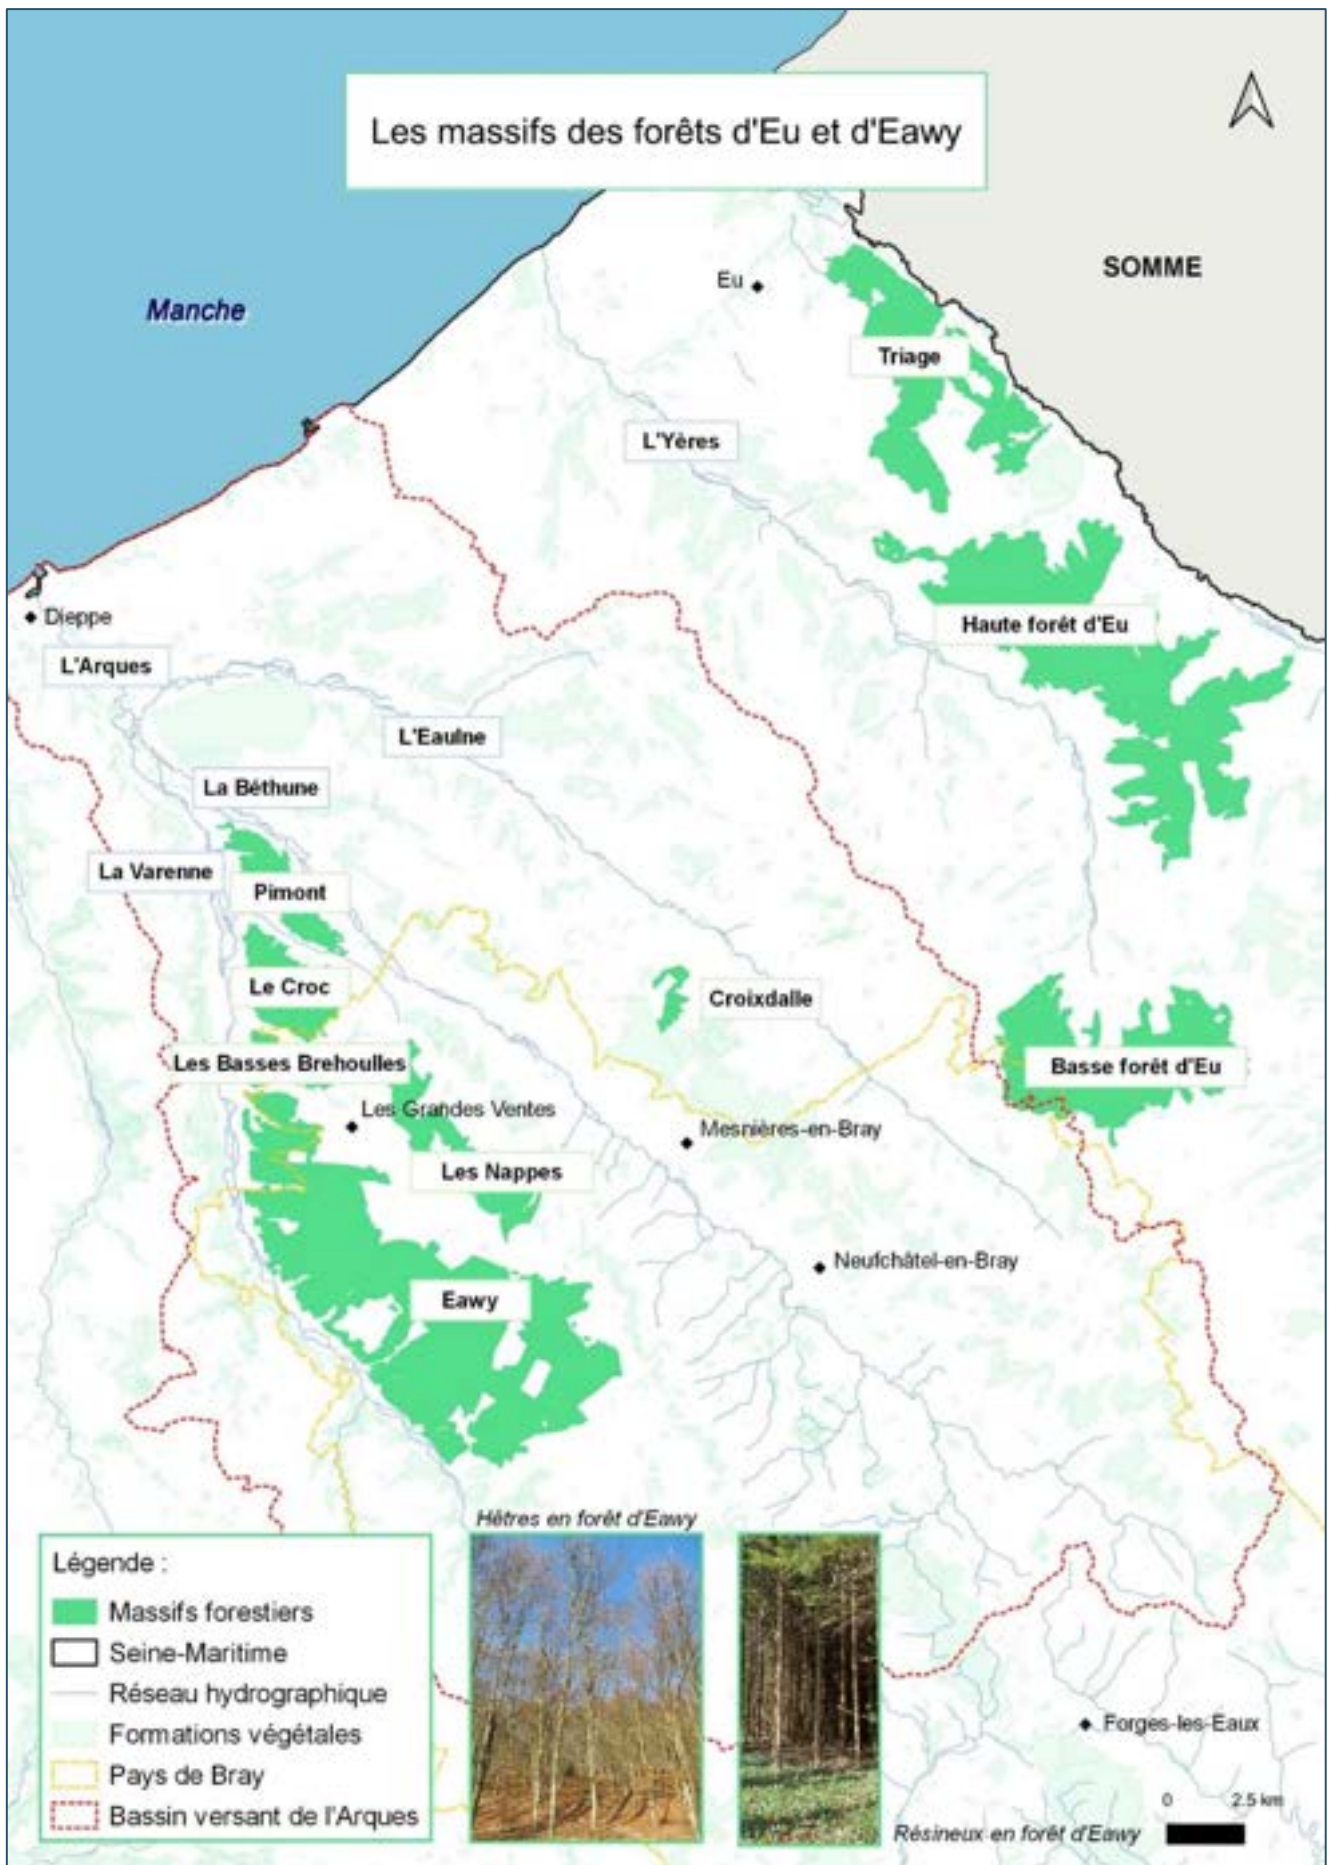 Les massifs des forêts d'Eu et d'Eawy
SOMME
Manche
Eu
Triage
L'Yères
Dieppe
Haute forêt d'Eu
L'Arques
L'Eaulne
La Béthune
La Varenne
Pimont
Le Croc
Croixdalle
Les Basses Brehoulles
Basse forêt d'Eu
Les Grandes Ventes
Mesnières-en-Bray
Les Nappes
Neufchâtel-en-Bray
Eawy
Hêtres en forêt d'Eawy
Légende :
Massifs forestiers
Seine-Maritime
Réseau hydrographique
Formations végétales
Pays de Bray
Bassin versant de l'Arques
Forges-les-Eaux
0 2.5 km
Résineux en forêt d'Eawy